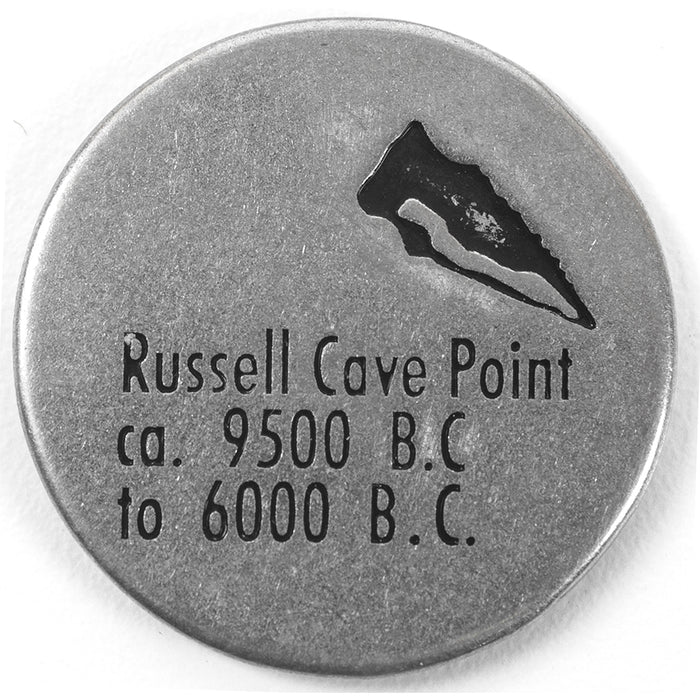 Russell Cave Point
ca. 9500 B.C
to 6000 B.C.